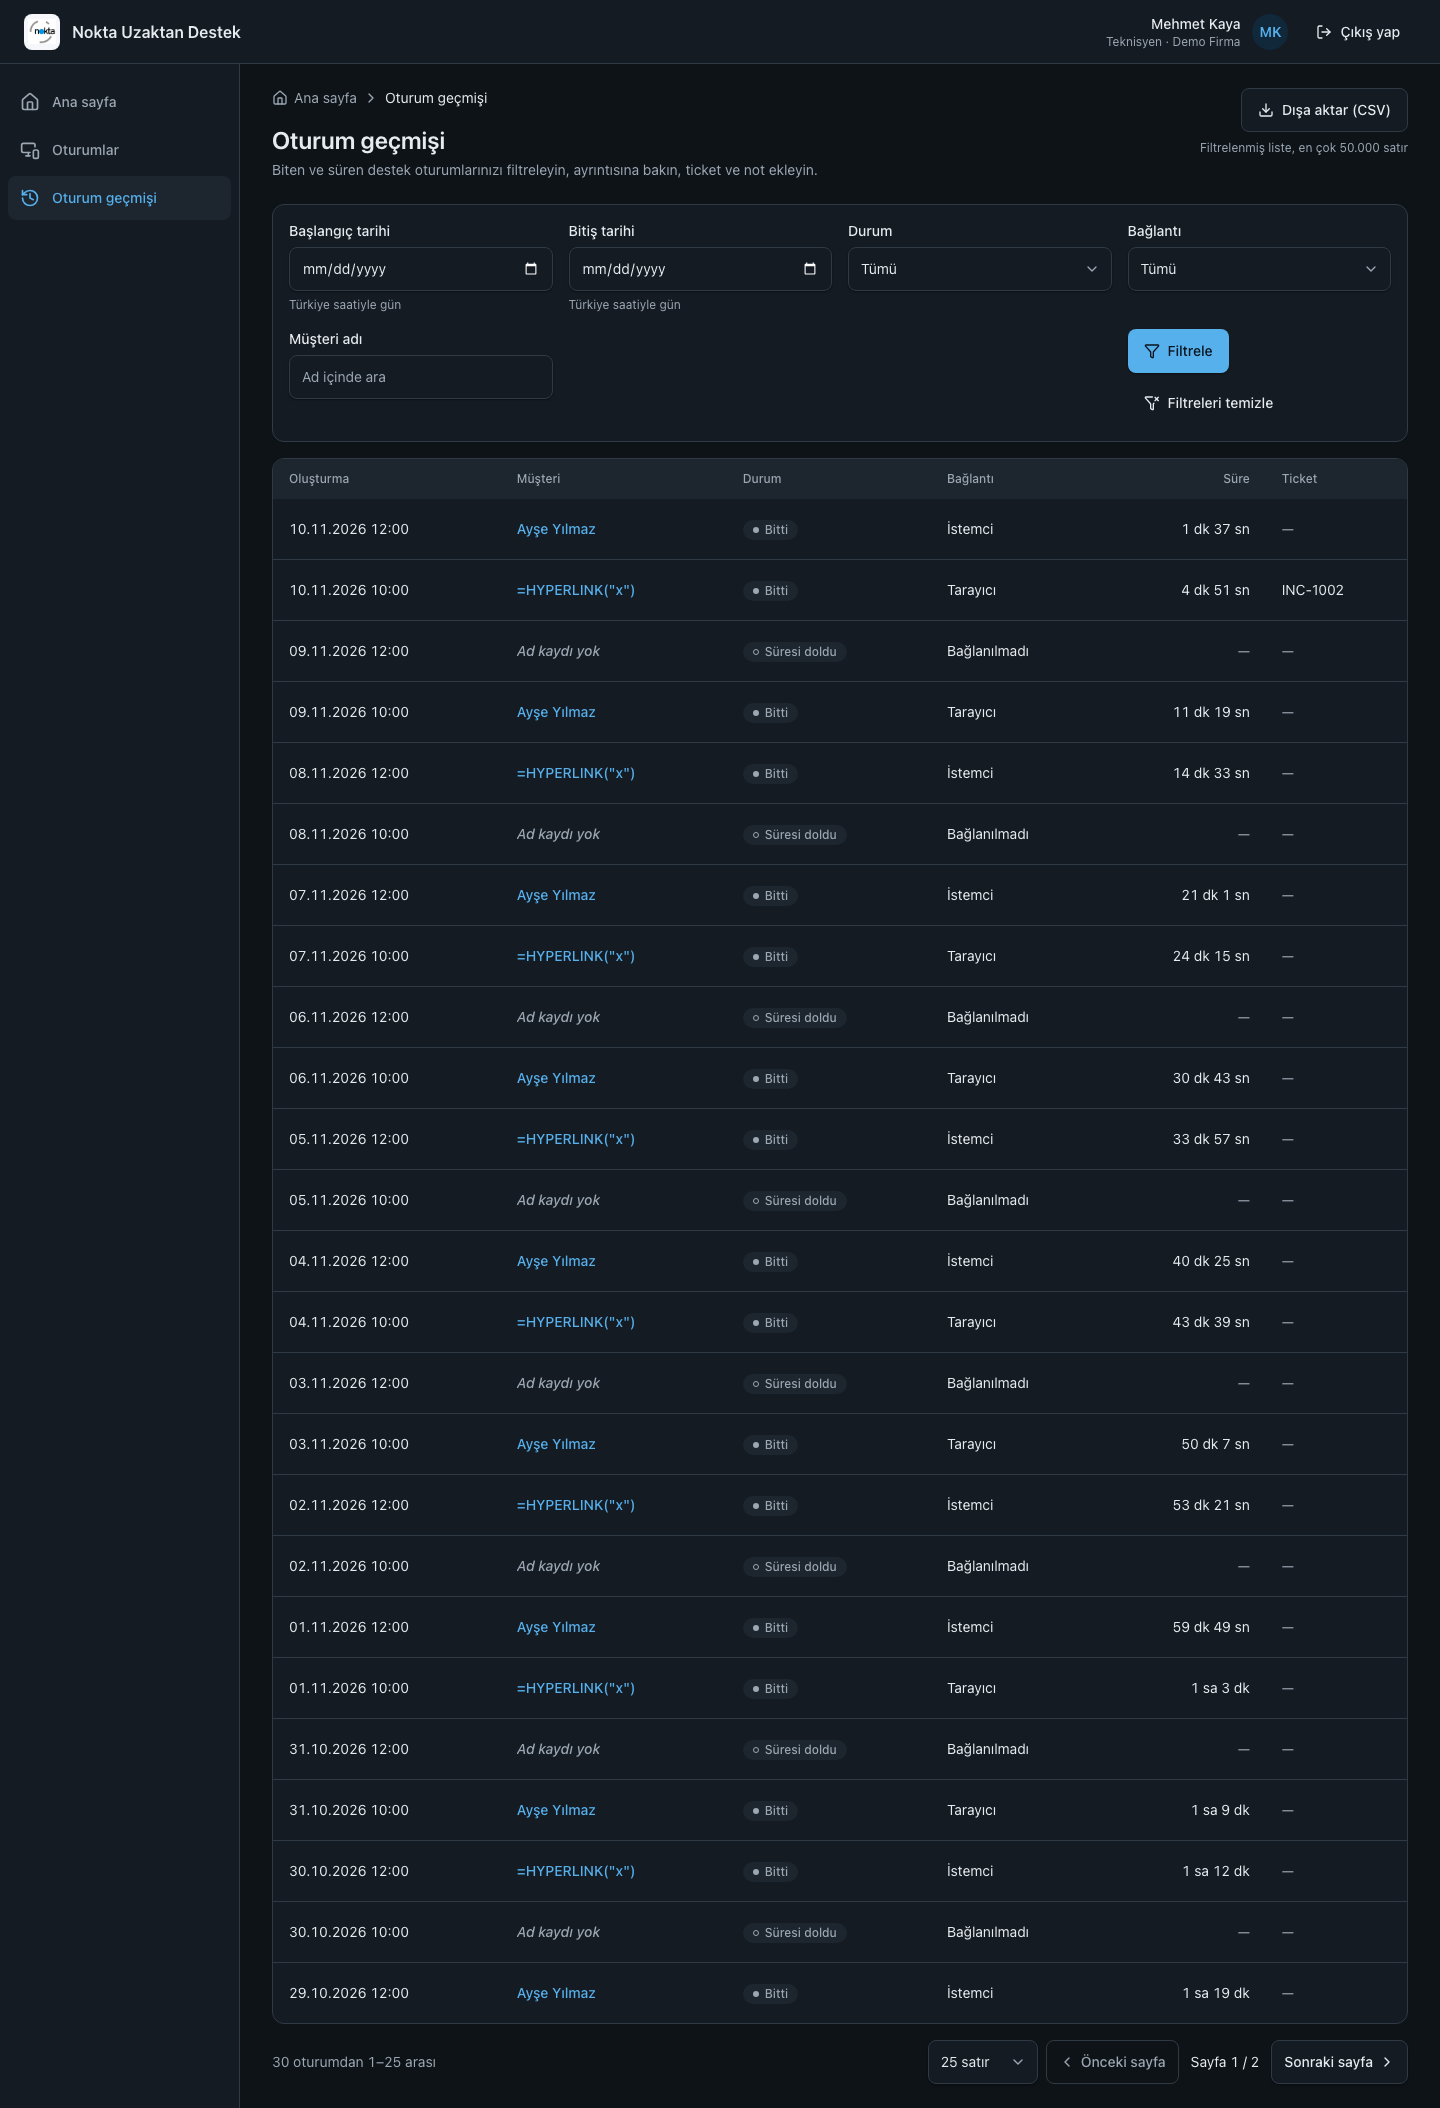 nokta Nokta Uzaktan Destek
Mehmet Kaya
Teknisyen · Demo Firma
MK
Çıkış yap
Ana sayfa
Oturumlar
Oturum geçmişi
Ana sayfa > Oturum geçmişi
Oturum geçmişi
Biten ve süren destek oturumlarınızı filtreleyin, ayrıntısına bakın, ticket ve not ekleyin.
Dışa aktar (CSV)
Filtrelenmiş liste, en çok 50.000 satır
Başlangıç tarihi
mm/dd/yyyy
Türkiye saatiyle gün
Bitiş tarihi
mm/dd/yyyy
Türkiye saatiyle gün
Durum
Tümü
Bağlantı
Tümü
Müşteri adı
Ad içinde ara
Filtrele
Filtreleri temizle
Oluşturma Müşteri Durum Bağlantı Süre Ticket
10.11.2026 12:00 Ayşe Yılmaz Bitti İstemci 1 dk 37 sn —
10.11.2026 10:00 =HYPERLINK("x") Bitti Tarayıcı 4 dk 51 sn INC-1002
09.11.2026 12:00 Ad kaydı yok Süresi doldu Bağlanılmadı — —
09.11.2026 10:00 Ayşe Yılmaz Bitti Tarayıcı 11 dk 19 sn —
08.11.2026 12:00 =HYPERLINK("x") Bitti İstemci 14 dk 33 sn —
08.11.2026 10:00 Ad kaydı yok Süresi doldu Bağlanılmadı — —
07.11.2026 12:00 Ayşe Yılmaz Bitti İstemci 21 dk 1 sn —
07.11.2026 10:00 =HYPERLINK("x") Bitti Tarayıcı 24 dk 15 sn —
06.11.2026 12:00 Ad kaydı yok Süresi doldu Bağlanılmadı — —
06.11.2026 10:00 Ayşe Yılmaz Bitti Tarayıcı 30 dk 43 sn —
05.11.2026 12:00 =HYPERLINK("x") Bitti İstemci 33 dk 57 sn —
05.11.2026 10:00 Ad kaydı yok Süresi doldu Bağlanılmadı — —
04.11.2026 12:00 Ayşe Yılmaz Bitti İstemci 40 dk 25 sn —
04.11.2026 10:00 =HYPERLINK("x") Bitti Tarayıcı 43 dk 39 sn —
03.11.2026 12:00 Ad kaydı yok Süresi doldu Bağlanılmadı — —
03.11.2026 10:00 Ayşe Yılmaz Bitti Tarayıcı 50 dk 7 sn —
02.11.2026 12:00 =HYPERLINK("x") Bitti İstemci 53 dk 21 sn —
02.11.2026 10:00 Ad kaydı yok Süresi doldu Bağlanılmadı — —
01.11.2026 12:00 Ayşe Yılmaz Bitti İstemci 59 dk 49 sn —
01.11.2026 10:00 =HYPERLINK("x") Bitti Tarayıcı 1 sa 3 dk —
31.10.2026 12:00 Ad kaydı yok Süresi doldu Bağlanılmadı — —
31.10.2026 10:00 Ayşe Yılmaz Bitti Tarayıcı 1 sa 9 dk —
30.10.2026 12:00 =HYPERLINK("x") Bitti İstemci 1 sa 12 dk —
30.10.2026 10:00 Ad kaydı yok Süresi doldu Bağlanılmadı — —
29.10.2026 12:00 Ayşe Yılmaz Bitti İstemci 1 sa 19 dk —
30 oturumdan 1–25 arası 25 satır Önceki sayfa Sayfa 1 / 2 Sonraki sayfa